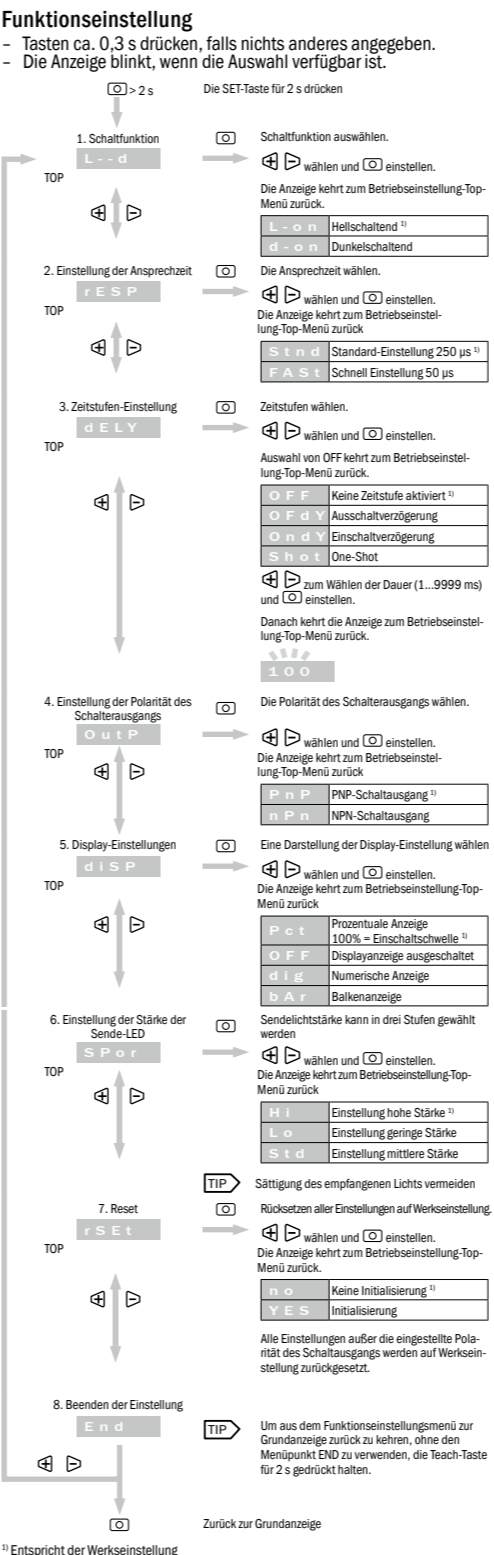 Funktionseinstellung
– Tasten ca. 0,3 s drücken, falls nichts anderes angegeben.
– Die Anzeige blinkt, wenn die Auswahl verfügbar ist.
> 2 s
Die SET-Taste für 2 s drücken
1. Schaltfunktion
L - - d
TOP
Schaltfunktion auswählen.
+ - wählen und einstellen.
Die Anzeige kehrt zum Betriebseinstellung-Top-
Menü zurück.
L - o n Hellschaltend 1)
d - o n Dunkelschaltend
+ -
2. Einstellung der Ansprechzeit
r E S P
TOP
Die Ansprechzeit wählen.
+ - wählen und einstellen.
Die Anzeige kehrt zum Betriebseinstel-
lung-Top-Menü zurück
S t n d Standard-Einstellung 250 µs 1)
F A S t Schnell Einstellung 50 µs
+ -
3. Zeitstufen-Einstellung
d E L Y
TOP
Zeitstufen wählen.
+ - wählen und einstellen.
Auswahl von OFF kehrt zum Betriebseinstel-
lung-Top-Menü zurück.
O F F Keine Zeitstufe aktiviert 1)
O F d Y Ausschaltverzögerung
O n d Y Einschaltverzögerung
S h o t One-Shot
+ - zum Wählen der Dauer (1...9999 ms)
und einstellen.
Danach kehrt die Anzeige zum Betriebseinstel-
lung-Top-Menü zurück.
1 0 0
+ -
4. Einstellung der Polarität des
Schalterausgangs
O u t P
TOP
Die Polarität des Schalterausgangs wählen.
+ - wählen und einstellen.
Die Anzeige kehrt zum Betriebseinstel-
lung-Top-Menü zurück
P n P PNP-Schaltausgang 1)
n P n NPN-Schaltausgang
+ -
5. Display-Einstellungen
d i S P
TOP
Eine Darstellung der Display-Einstellung wählen
+ - wählen und einstellen.
Die Anzeige kehrt zum Betriebseinstellung-Top-
Menü zurück
P c t Prozentuale Anzeige
100% = Einschaltschwelle 1)
O F F Displayanzeige ausgeschaltet
d i g Numerische Anzeige
b A r Balkenanzeige
+ -
6. Einstellung der Stärke der
Sende-LED
S P o r
TOP
Sendelichtstärke kann in drei Stufen gewählt
werden
+ - wählen und einstellen.
Die Anzeige kehrt zum Betriebseinstellung-Top-
Menü zurück
H i Einstellung hohe Stärke 1)
L o Einstellung geringe Stärke
S t d Einstellung mittlere Stärke
+ -
TIP Sättigung des empfangenen Lichts vermeiden
7. Reset
r S E t
TOP
Rücksetzen aller Einstellungen auf Werkseinstellung.
+ - wählen und einstellen.
Die Anzeige kehrt zum Betriebseinstellung-Top-
Menü zurück.
n o Keine Initialisierung 1)
Y E S Initialisierung
Alle Einstellungen außer die eingestellte Pola-
rität des Schaltausgangs werden auf Werksein-
stellung zurückgesetzt.
+ -
8. Beenden der Einstellung
E n d
TIP Um aus dem Funktionseinstellungsmenü zur
Grundanzeige zurück zu kehren, ohne den
Menüpunkt END zu verwenden, die Teach-Taste
für 2 s gedrückt halten.
+ -
Zurück zur Grundanzeige
1) Entspricht der Werkseinstellung